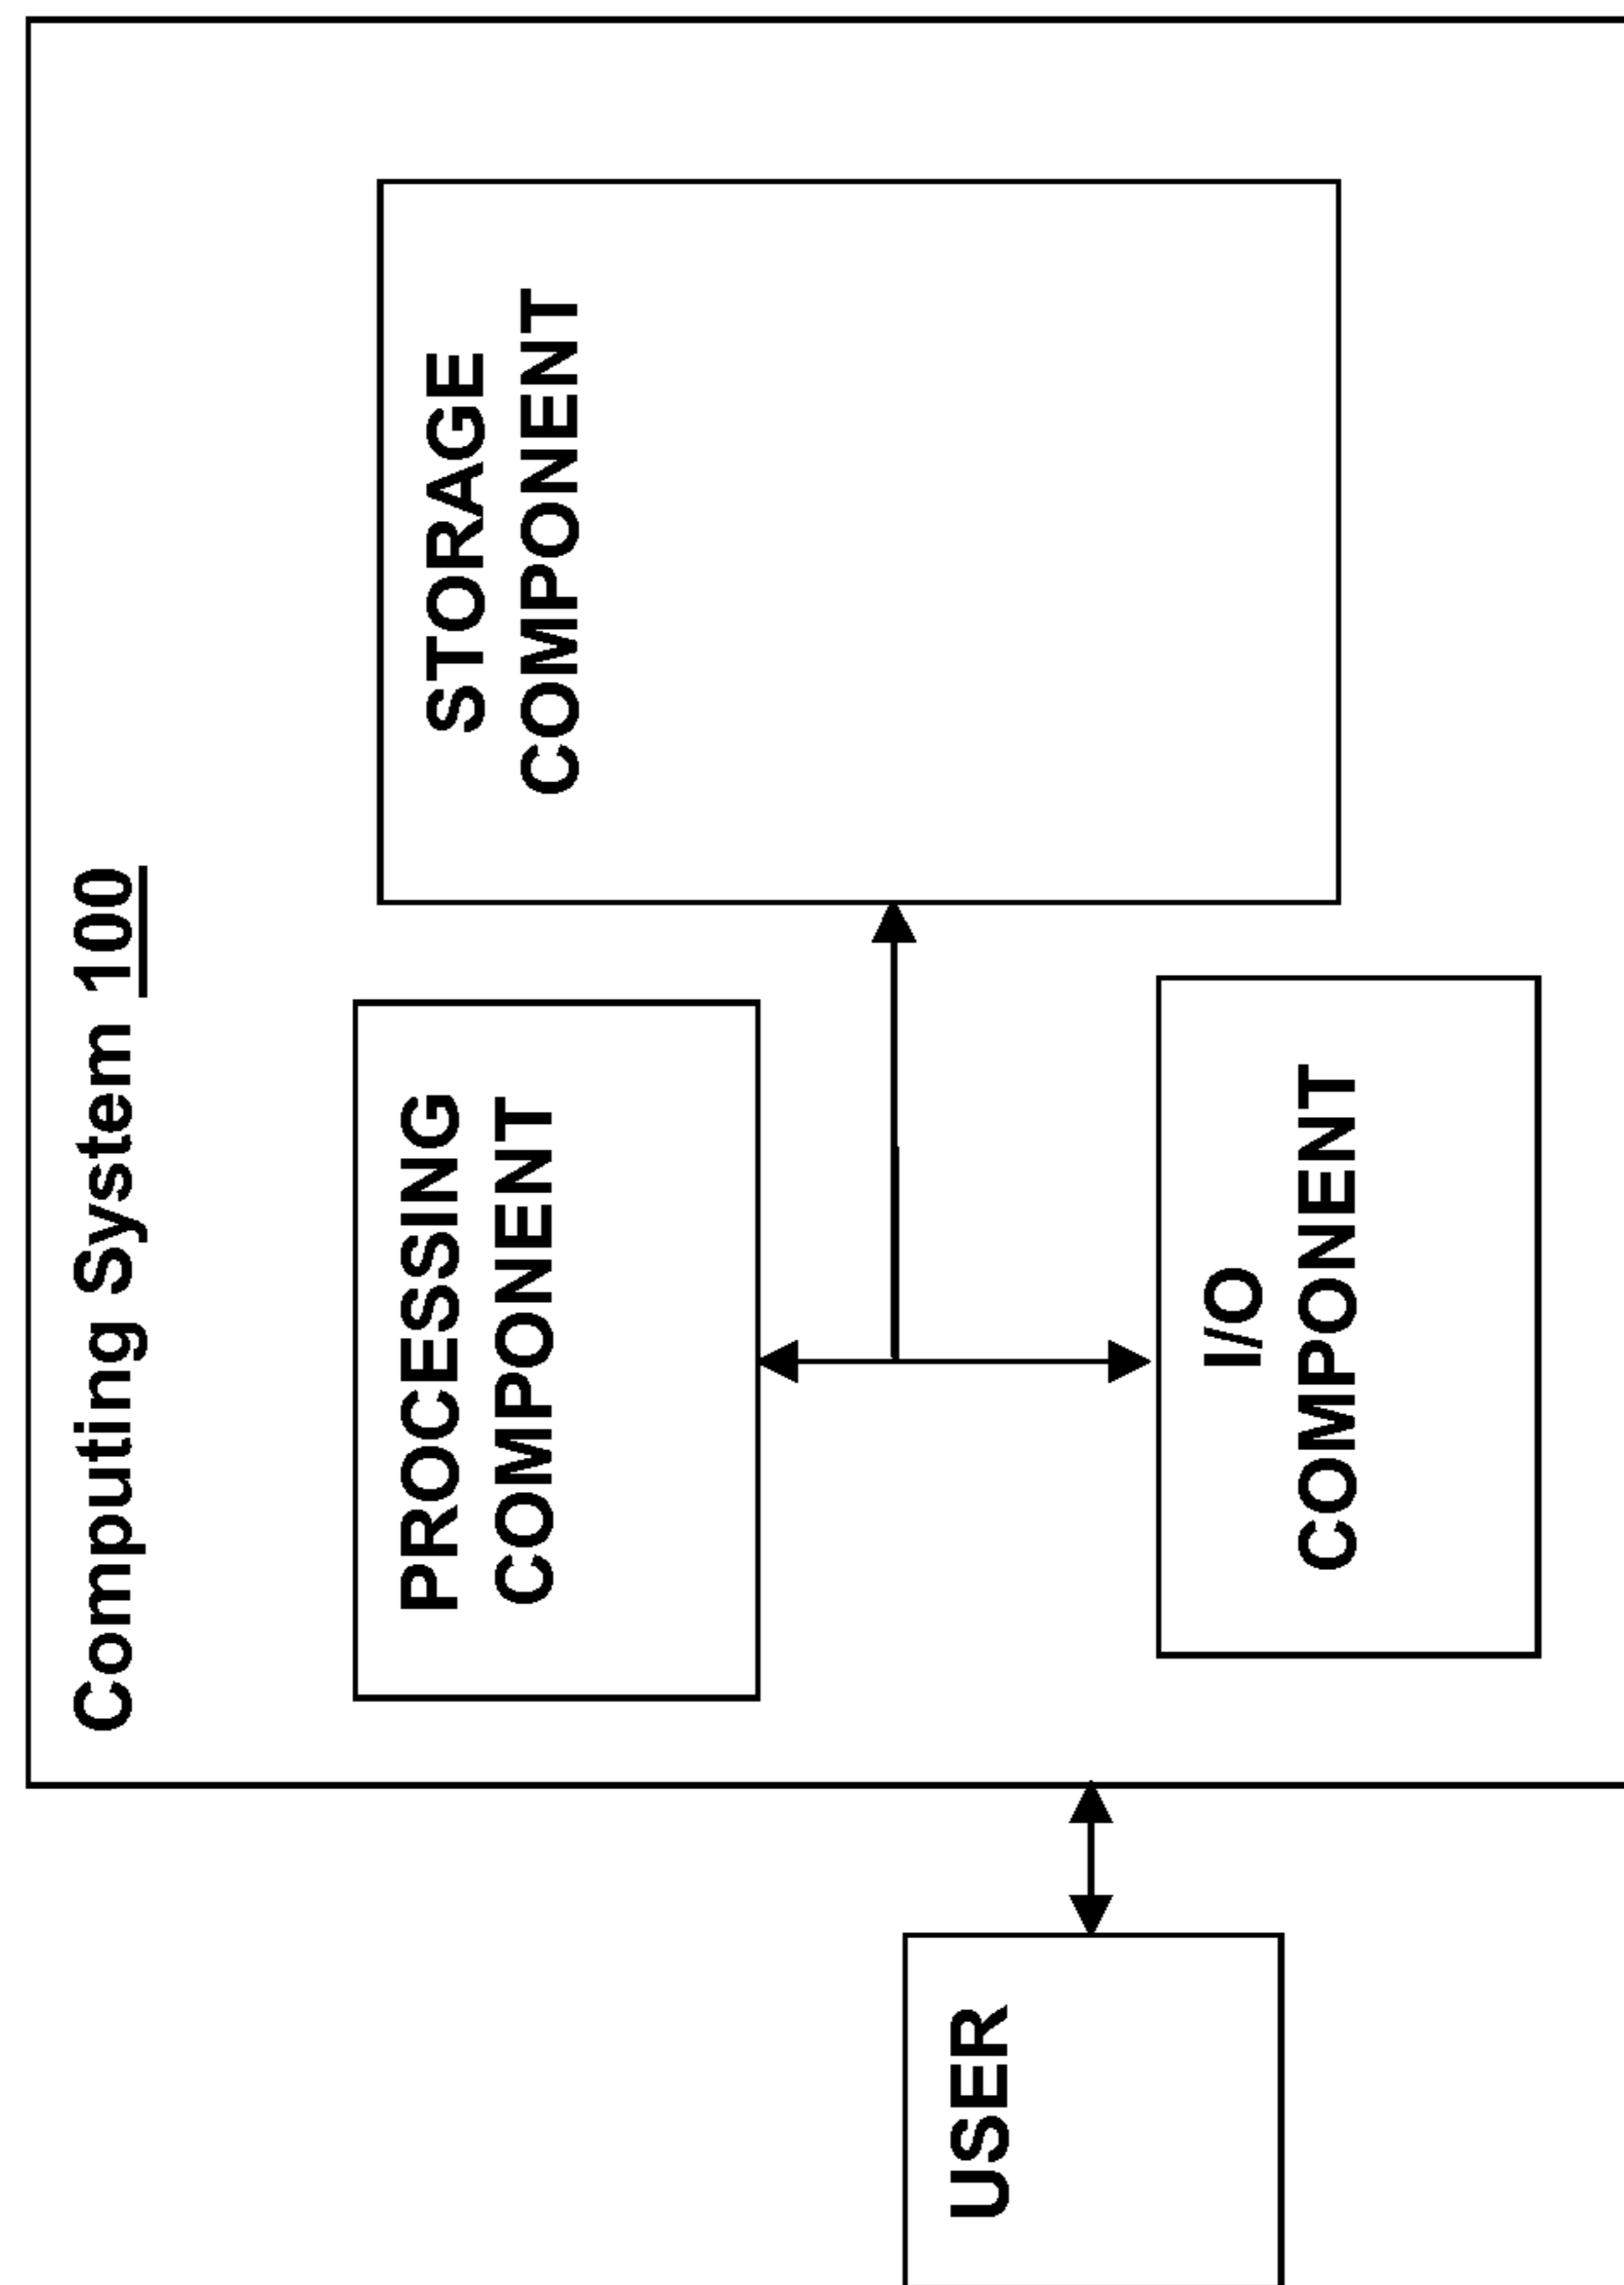 Computing System 100
PROCESSING
COMPONENT
STORAGE
COMPONENT
I/O
COMPONENT
USER